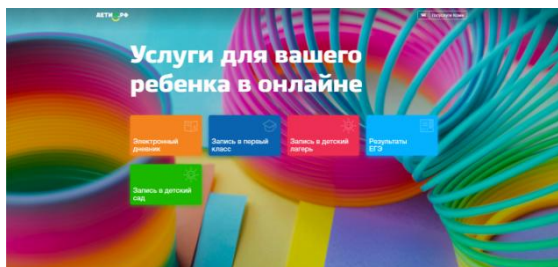 ДЕТИ РФ
Услуги для вашего
ребенка в онлайне
Электронный
дневник
Запись в первый
класс
Запись в детский
лагерь
Результаты
ЕГЭ
Запись в детский
сад